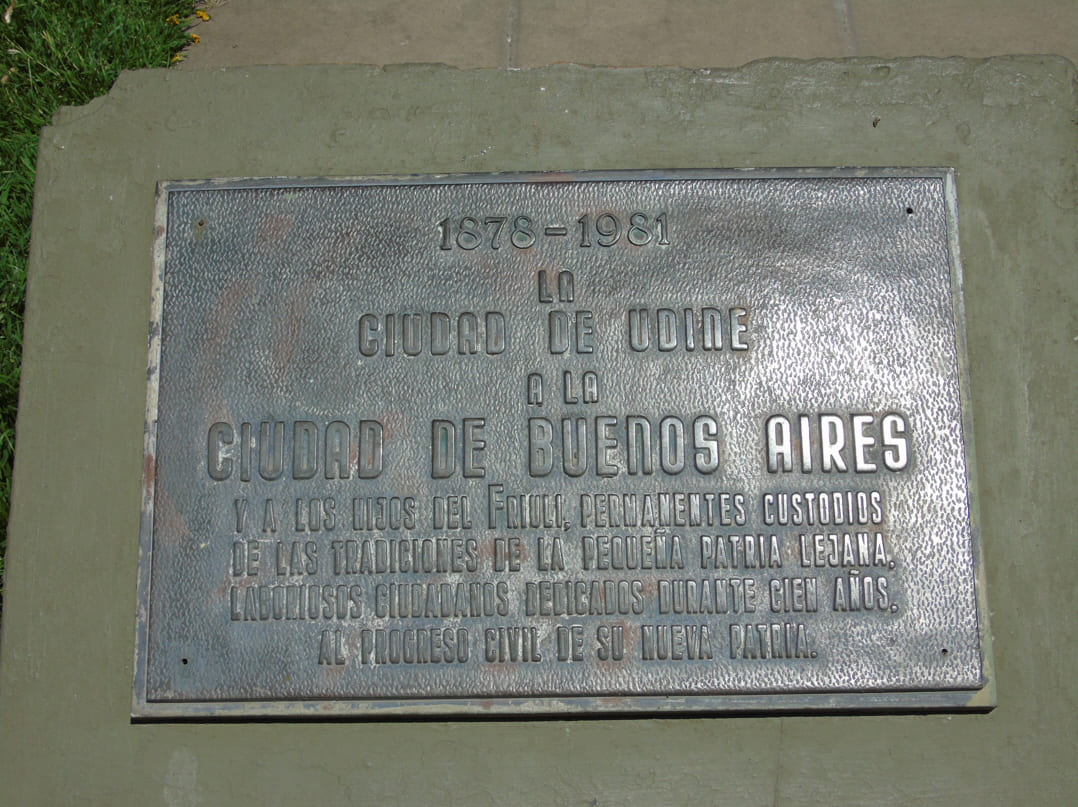 1878-1981
LA
CIUDAD DE UDINE
A LA
CIUDAD DE BUENOS AIRES
Y A LOS HIJOS DEL FRIULI, PERMANENTES CUSTODIOS
DE LAS TRADICIONES DE LA PEQUEÑA PATRIA LEJANA,
LABORIOSOS CIUDADANOS DEDICADOS DURANTE CIEN AÑOS,
AL PROGRESO CIVIL DE SU NUEVA PATRIA.